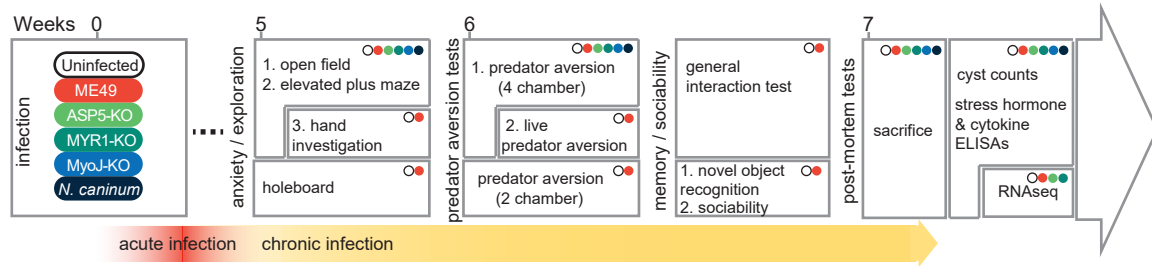 Weeks 0 5 6 7
infection
Uninfected
ME49
ASP5-KO
MYR1-KO
MyoJ-KO
N. caninum
anxiety / exploration
1. open field
2. elevated plus maze
3. hand
investigation
holeboard
predator aversion tests
1. predator aversion
(4 chamber)
2. live
predator aversion
predator aversion
(2 chamber)
memory / sociability
general
interaction test
1. novel object
recognition
2. sociability
post-mortem tests
sacrifice
cyst counts
stress hormone
& cytokine
ELISAs
RNAseq
acute infection chronic infection